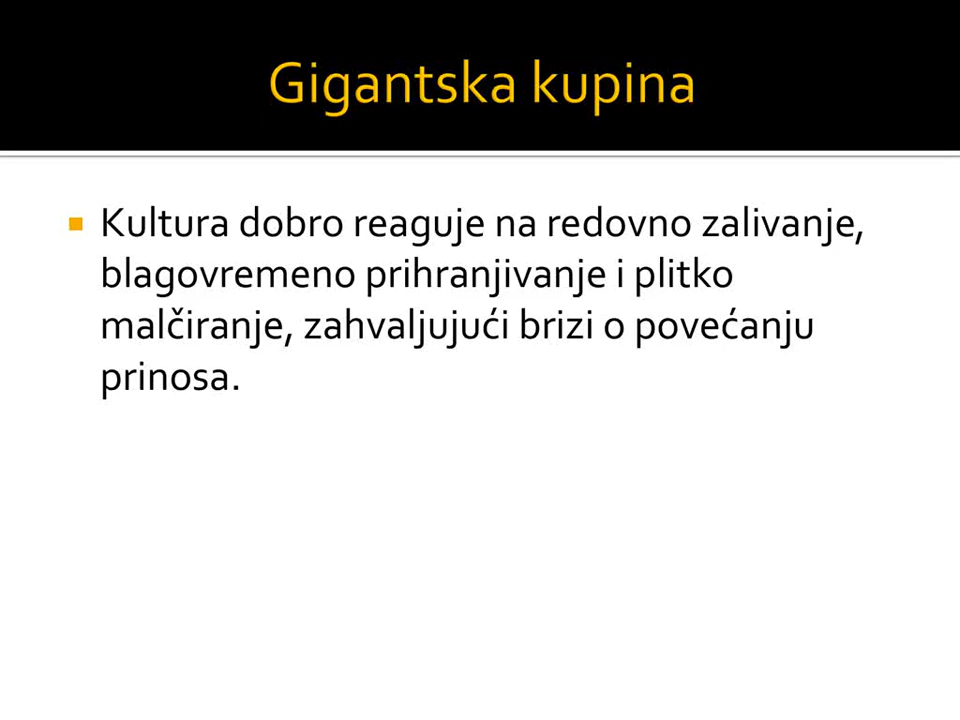 Gigantska kupina
Kultura dobro reaguje na redovno zalivanje,
blagovremeno prihranjivanje i plitko
malčiranje, zahvaljujući brizi o povećanju
prinosa.